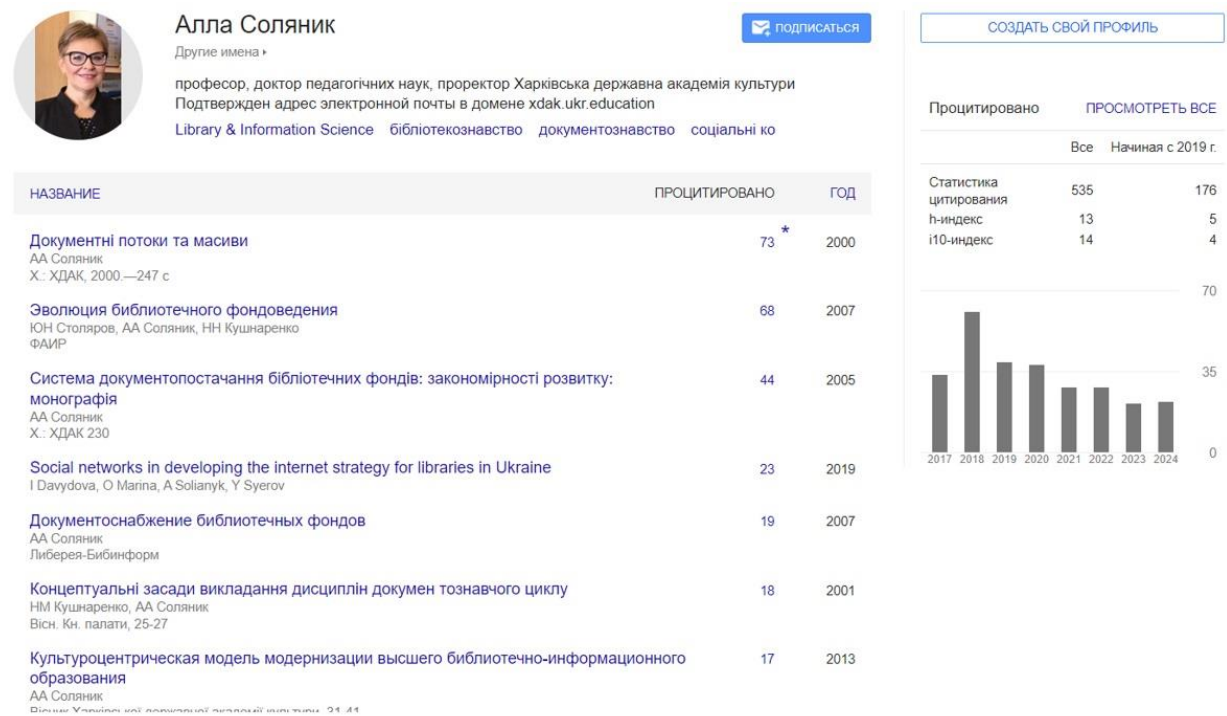 Алла Соляник
ПОДПИСАТЬСЯ
Другие имена
професор, доктор педагогічних наук, проректор Харківська державна академія культури
Подтвержден адрес электронной почты в домене xdak.ukr.education
Library & Information Science бібліотекознавство документознавство соціальні ко
НАЗВАНИЕ ПРОЦИТИРОВАНО ГОД
Документні потоки та масиви 73 * 2000
АА Соляник
Х.: ХДАК, 2000.—247 с
Эволюция библиотечного фондоведения 68 2007
ЮН Столяров, АА Соляник, НН Кушнаренко
ФАИР
Система документопостачання бібліотечних фондів: закономірності розвитку: 44 2005
монографія
АА Соляник
Х.: ХДАК 230
Social networks in developing the internet strategy for libraries in Ukraine 23 2019
I Davydova, O Marina, A Solianyk, Y Syerov
Документоснабжение библиотечных фондов 19 2007
АА Соляник
Либерея-Бибинформ
Концептуальні засади викладання дисциплін докумен тознавчого циклу 18 2001
НМ Кушнаренко, АА Соляник
Вісн. Кн. палати, 25-27
Культуроцентрическая модель модернизации высшего библиотечно-информационного 17 2013
образования
АА Соляник
Вісник Харківської державної академії культури, 31-41
СОЗДАТЬ СВОЙ ПРОФИЛЬ
Процитировано ПРОСМОТРЕТЬ ВСЕ
Все Начиная с 2019 г.
Статистика
цитирования 535 176
h-индекс 13 5
i10-индекс 14 4
70
35
0
2017 2018 2019 2020 2021 2022 2023 2024